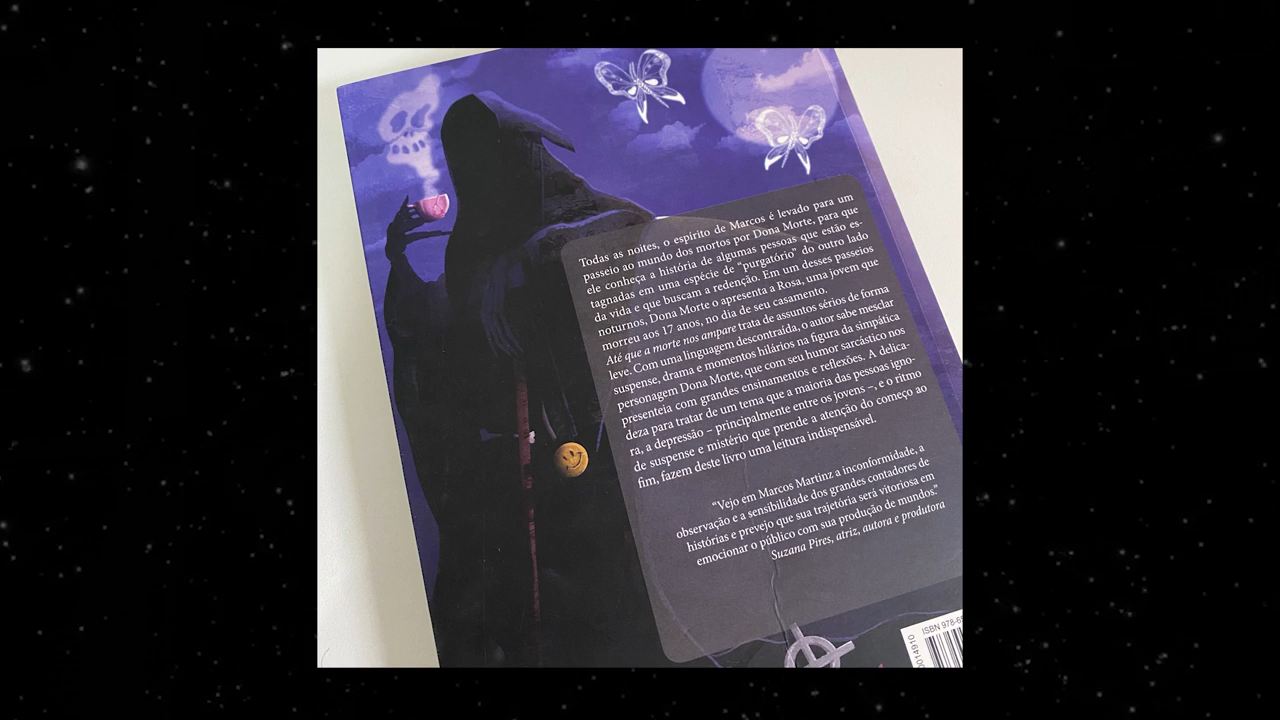 Todas as noites, o espírito de Marcos é levado para um
passeio ao mundo dos mortos por Dona Morte, para que
ele conheça a história de algumas pessoas que estão es-
tagnadas em uma espécie de “purgatório” do outro lado
da vida e que buscam a redenção. Em um desses passeios
noturnos, Dona Morte o apresenta a Rosa, uma jovem que
morreu aos 17 anos, no dia de seu casamento.
Até que a morte nos ampare trata de assuntos sérios de forma
leve. Com uma linguagem descontraída, o autor sabe mesclar
suspense, drama e momentos hilários na figura da simpática
personagem Dona Morte, que com seu humor sarcástico nos
presenteia com grandes ensinamentos e reflexões. A delica-
deza para tratar de um tema que a maioria das pessoas igno-
ra, a depressão – principalmente entre os jovens –, e o ritmo
de suspense e mistério que prende a atenção do começo ao
fim, fazem deste livro uma leitura indispensável.
“Vejo em Marcos Martinz a inconformidade, a
observação e a sensibilidade dos grandes contadores de
histórias e prevejo que sua trajetória será vitoriosa em
emocionar o público com sua produção de mundos.”
Suzana Pires, atriz, autora e produtora
ISBN 978-6
0014910